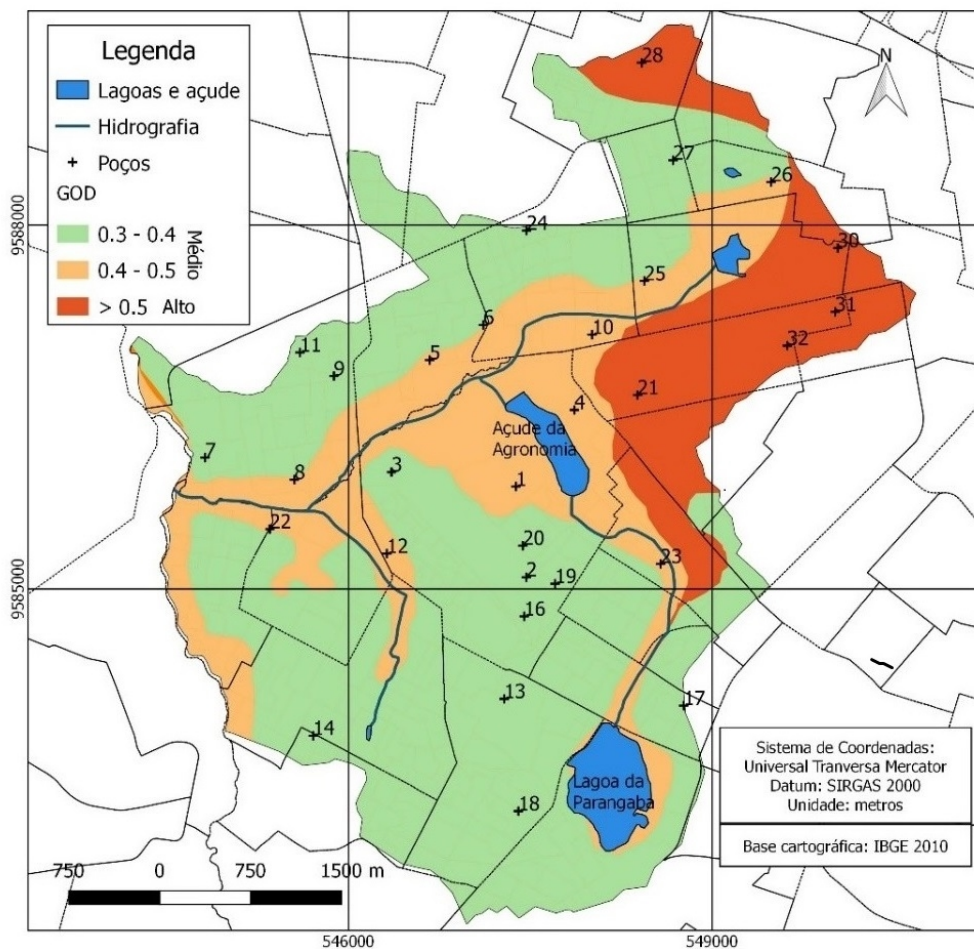 Legenda
Lagoas e açude
Hidrografia
Poços
GOD
0.3 - 0.4
0.4 - 0.5
Médio
> 0.5 Alto
N
28
27
26
24
30
25
31
6
10
32
11
5
9
21
4
Açude da
Agronomia
7
3
8
1
22
20
12
23
2
19
16
13
17
14
Lagoa da
Parangaba
18
9588000
9585000
Sistema de Coordenadas:
Universal Tranversa Mercator
Datum: SIRGAS 2000
Unidade: metros
Base cartográfica: IBGE 2010
750 0 750 1500 m
546000 549000